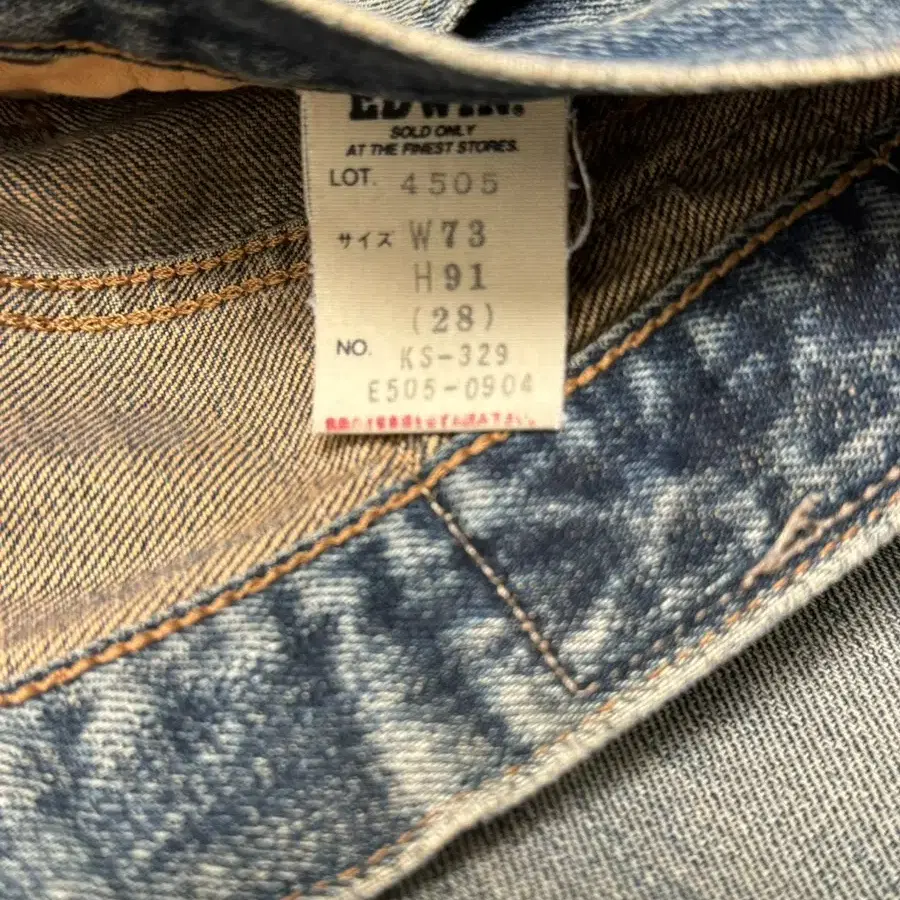 EDWIN®
SOLD ONLY
AT THE FINEST STORES.
LOT. 4505
サイズ W73
H91
(28)
NO. KS-329
E505-0904